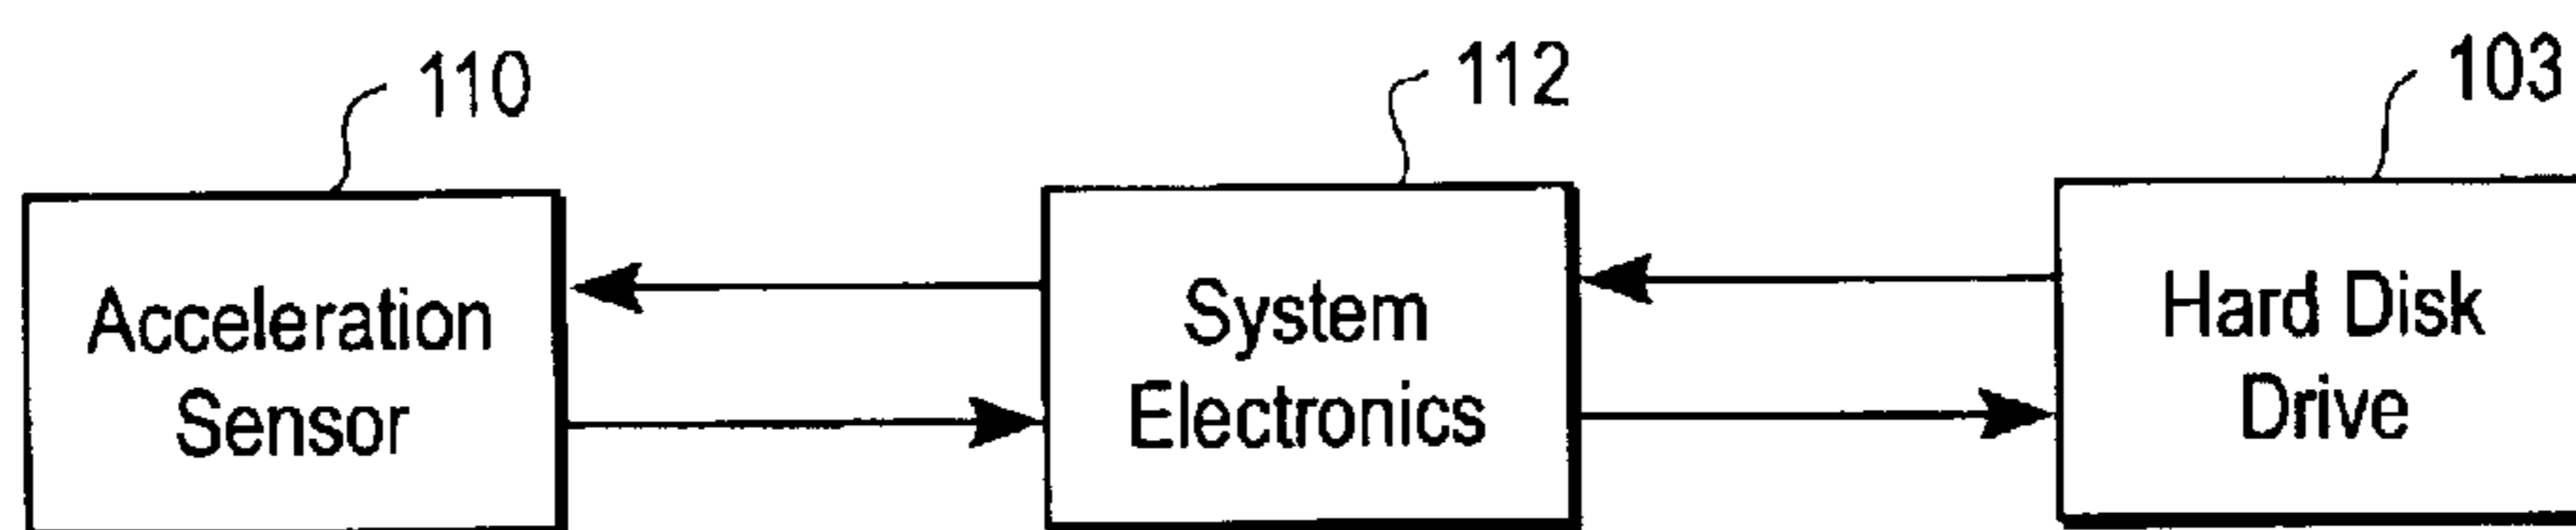 110
112
103
Acceleration
Sensor
System
Electronics
Hard Disk
Drive